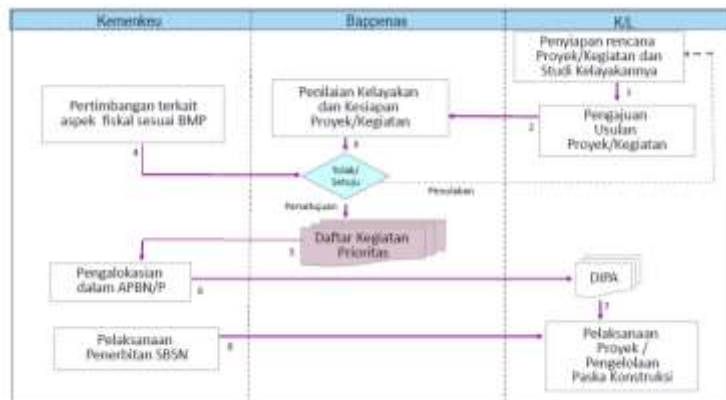 Kemenkeu
Bappenas
K/L
Penyiapan rencana
Proyek/Kegiatan dan
Studi Kelayakannya
1
Pertimbangan terkait
aspek fiskal sesuai BMP
4
Penilaian Kelayakan
dan Kesiapan
Proyek/Kegiatan
3
2
Pengajuan
Usulan
Proyek/Kegiatan
Tolak/
Setuju
Penolakan
Persetujuan
5
Daftar Kegiatan
Prioritas
Pengalokasian
dalam APBN/P
6
DIPA
7
Pelaksanaan
Penerbitan SBSN
8
Pelaksanaan
Proyek /
Pengelolaan
Paska Konstruksi